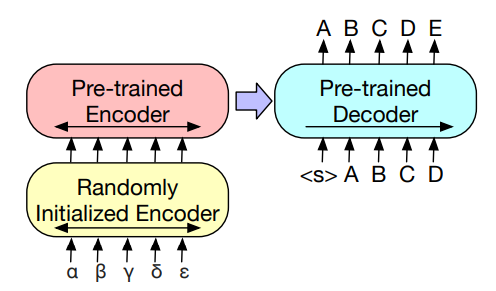 A B C D E
Pre-trained
Encoder
Pre-trained
Decoder
<s> A B C D
Randomly
Initialized Encoder
α β γ δ ε